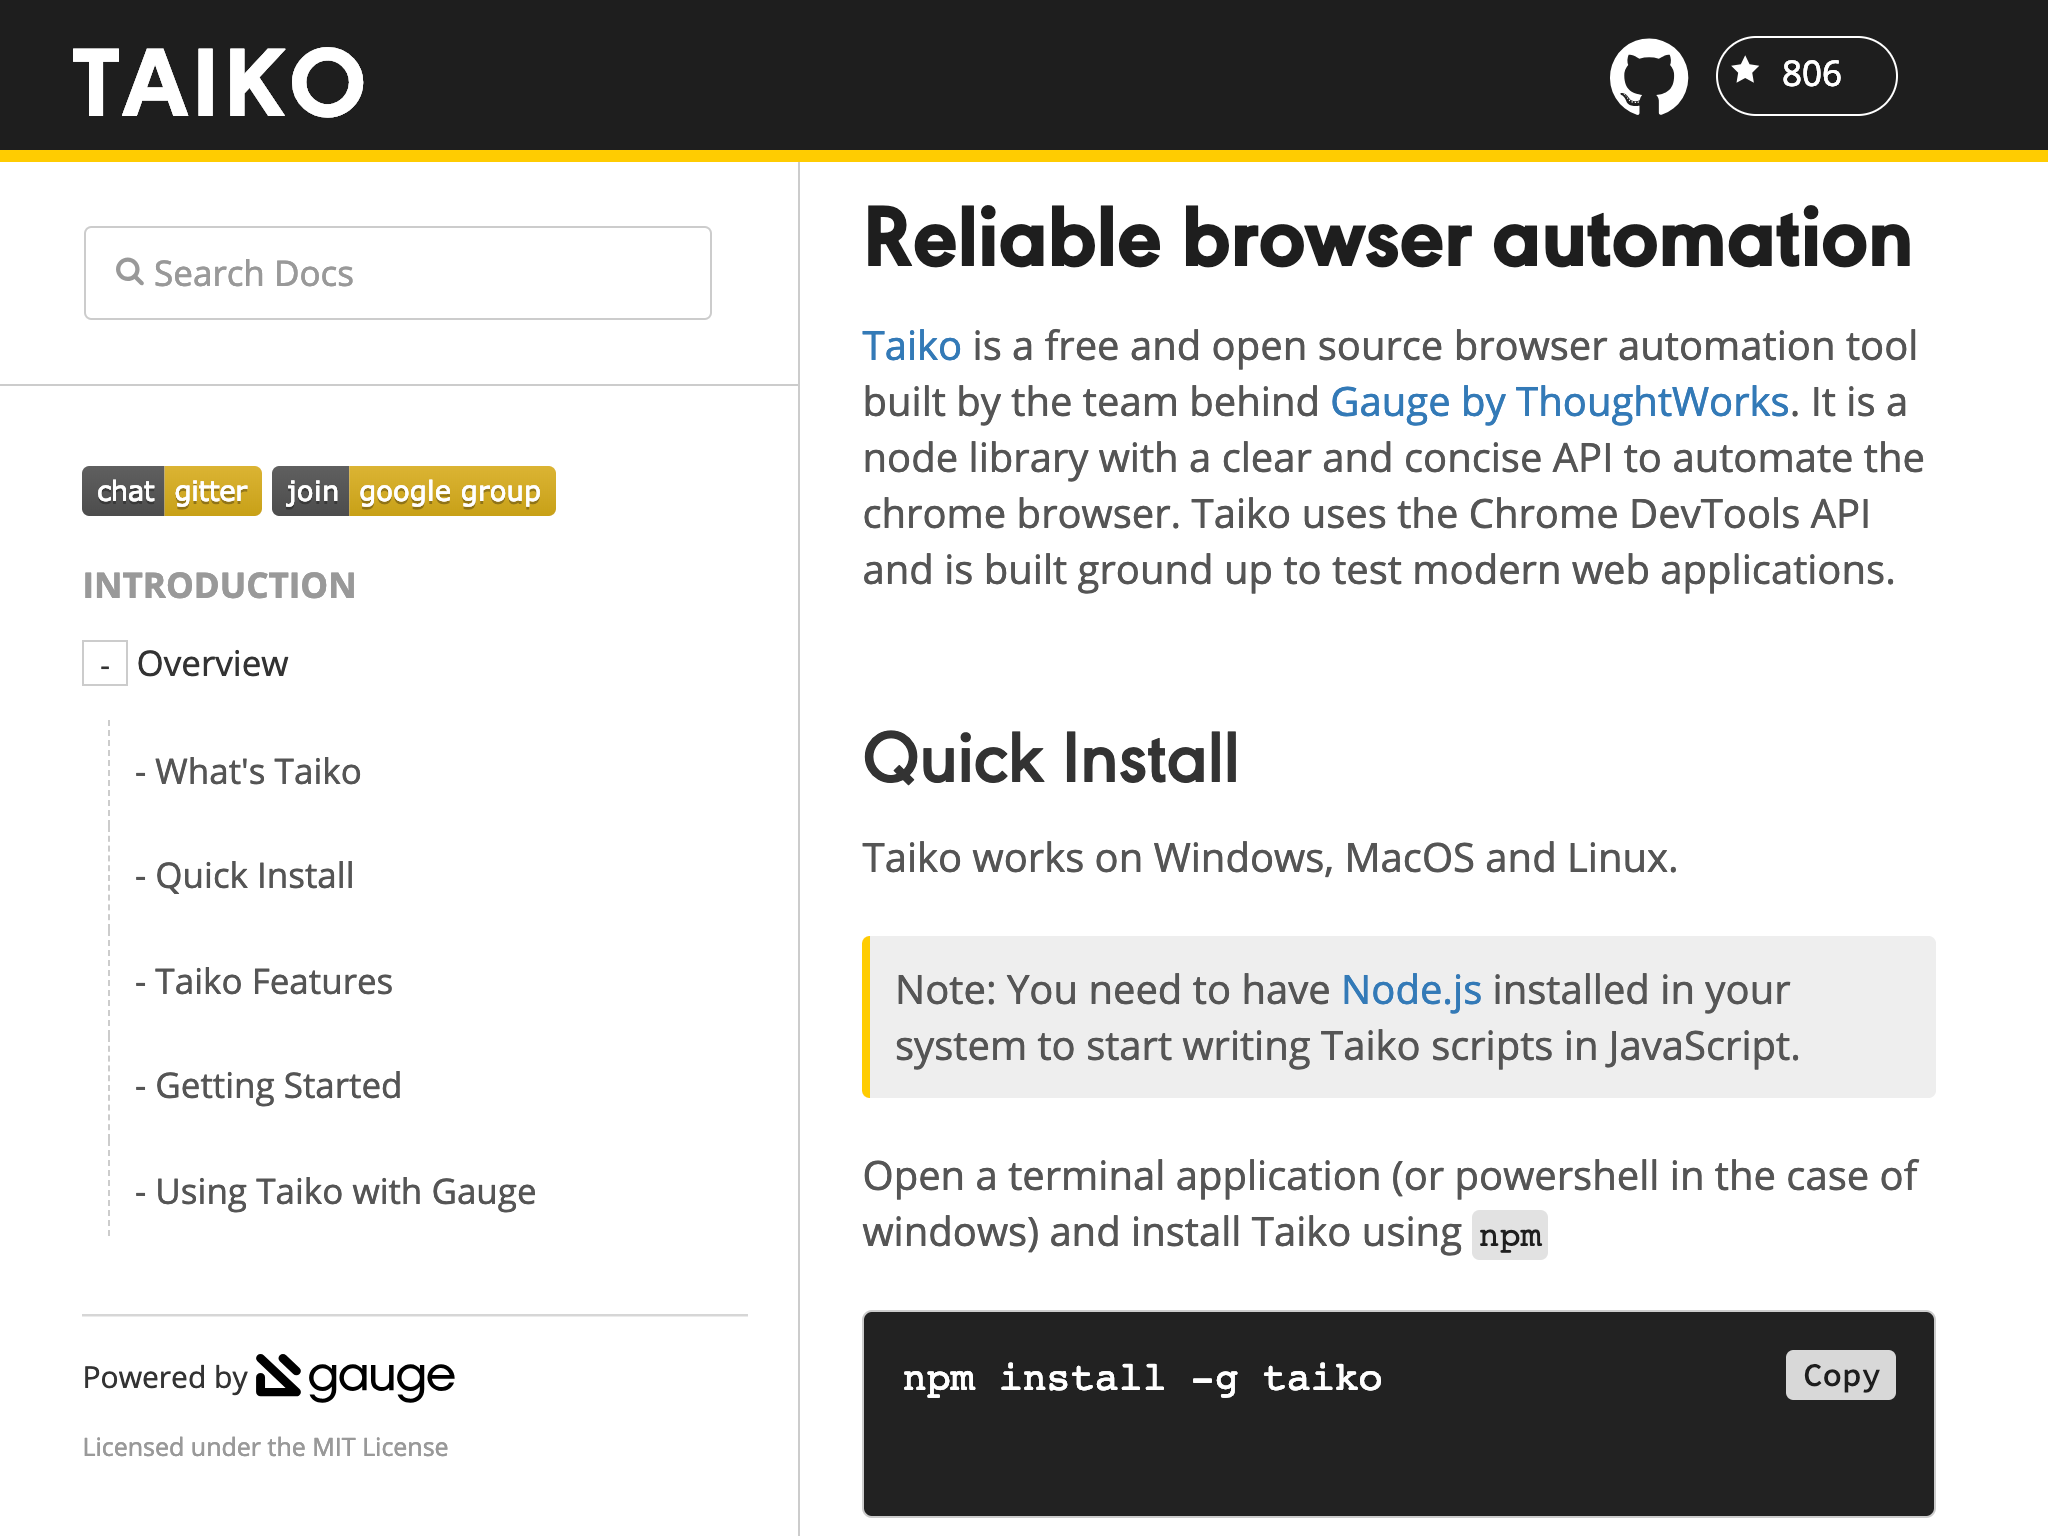 TAIKO
806
Search Docs
chat gitter join google group
INTRODUCTION
- Overview
- What's Taiko
- Quick Install
- Taiko Features
- Getting Started
- Using Taiko with Gauge
Powered by gauge
Licensed under the MIT License
Reliable browser automation
Taiko is a free and open source browser automation tool
built by the team behind Gauge by ThoughtWorks. It is a
node library with a clear and concise API to automate the
chrome browser. Taiko uses the Chrome DevTools API
and is built ground up to test modern web applications.
Quick Install
Taiko works on Windows, MacOS and Linux.
Note: You need to have Node.js installed in your
system to start writing Taiko scripts in JavaScript.
Open a terminal application (or powershell in the case of
windows) and install Taiko using npm
npm install -g taiko
Copy